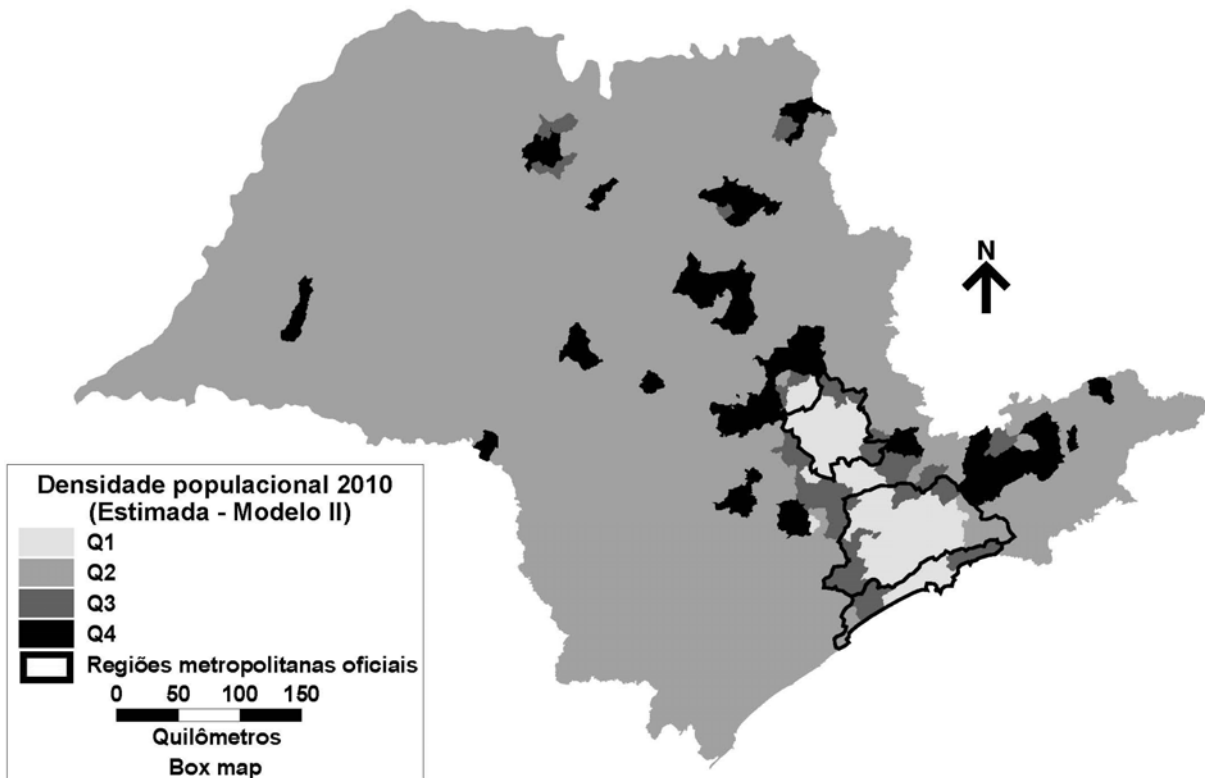 N
Densidade populacional 2010
(Estimada - Modelo II)
Q1
Q2
Q3
Q4
Regiões metropolitanas oficiais
0 50 100 150
Quilômetros
Box map